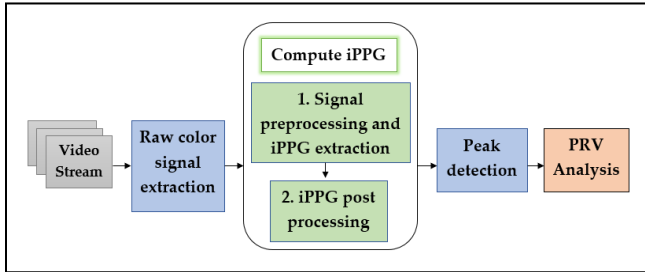 Video
Stream
Raw color
signal
extraction
Compute iPPG
1. Signal
preprocessing and
iPPG extraction
2. iPPG post
processing
Peak
detection
PRV
Analysis